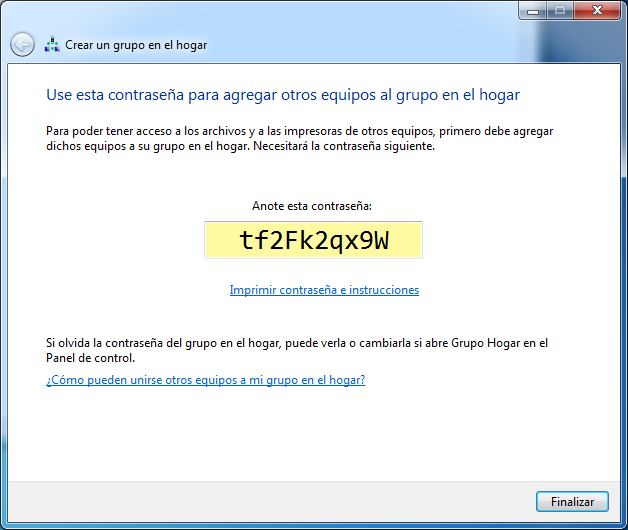 Crear un grupo en el hogar
Use esta contraseña para agregar otros equipos al grupo en el hogar
Para poder tener acceso a los archivos y a las impresoras de otros equipos, primero debe agregar
dichos equipos a su grupo en el hogar. Necesitará la contraseña siguiente.
Anote esta contraseña:
tf2Fk2qx9W
Imprimir contraseña e instrucciones
Si olvida la contraseña del grupo en el hogar, puede verla o cambiarla si abre Grupo Hogar en el
Panel de control.
¿Cómo pueden unirse otros equipos a mi grupo en el hogar?
Finalizar